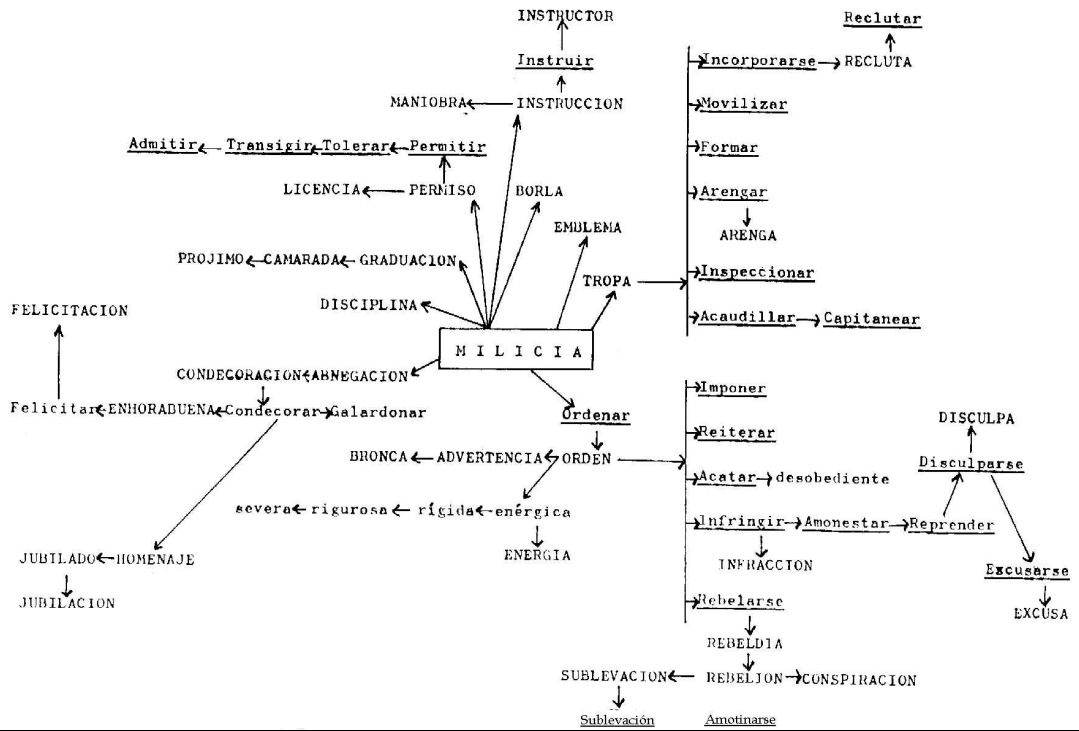 INSTRUCTOR
Reclutar
Instruir
Incorporarse RECLUTA
MANIOBRA INSTRUCCION
Movilizar
Admitir Transigir Tolerar Permitir
Formar
LICENCIA PERMISO BORLA
Arengar
EMBLEMA
ARENGA
PROJIMO CAMARADA GRADUACION
TROPA
Inspeccionar
DISCIPLINA
FELICITACION
Acaudillar Capitanear
M I L I C I A
CONDECORACION ABNEGACION
Imponer
Felicitar ENHORABUENA Condecorar Galardonar
Ordenar
DISCULPA
Reiterar
BRONCA ADVERTENCIA ORDEN
Disculparse
Acatar desobediente
severa rigurosa rígida enérgica
Infringir Amonestar Reprender
JUBILADO HOMENAJE
ENERGIA
INFRACCION
Excusarse
JUBILACION
Rebelarse
EXCUSA
REBELDIA
SUBLEVACION REBELION CONSPIRACION
Sublevación Amotinarse